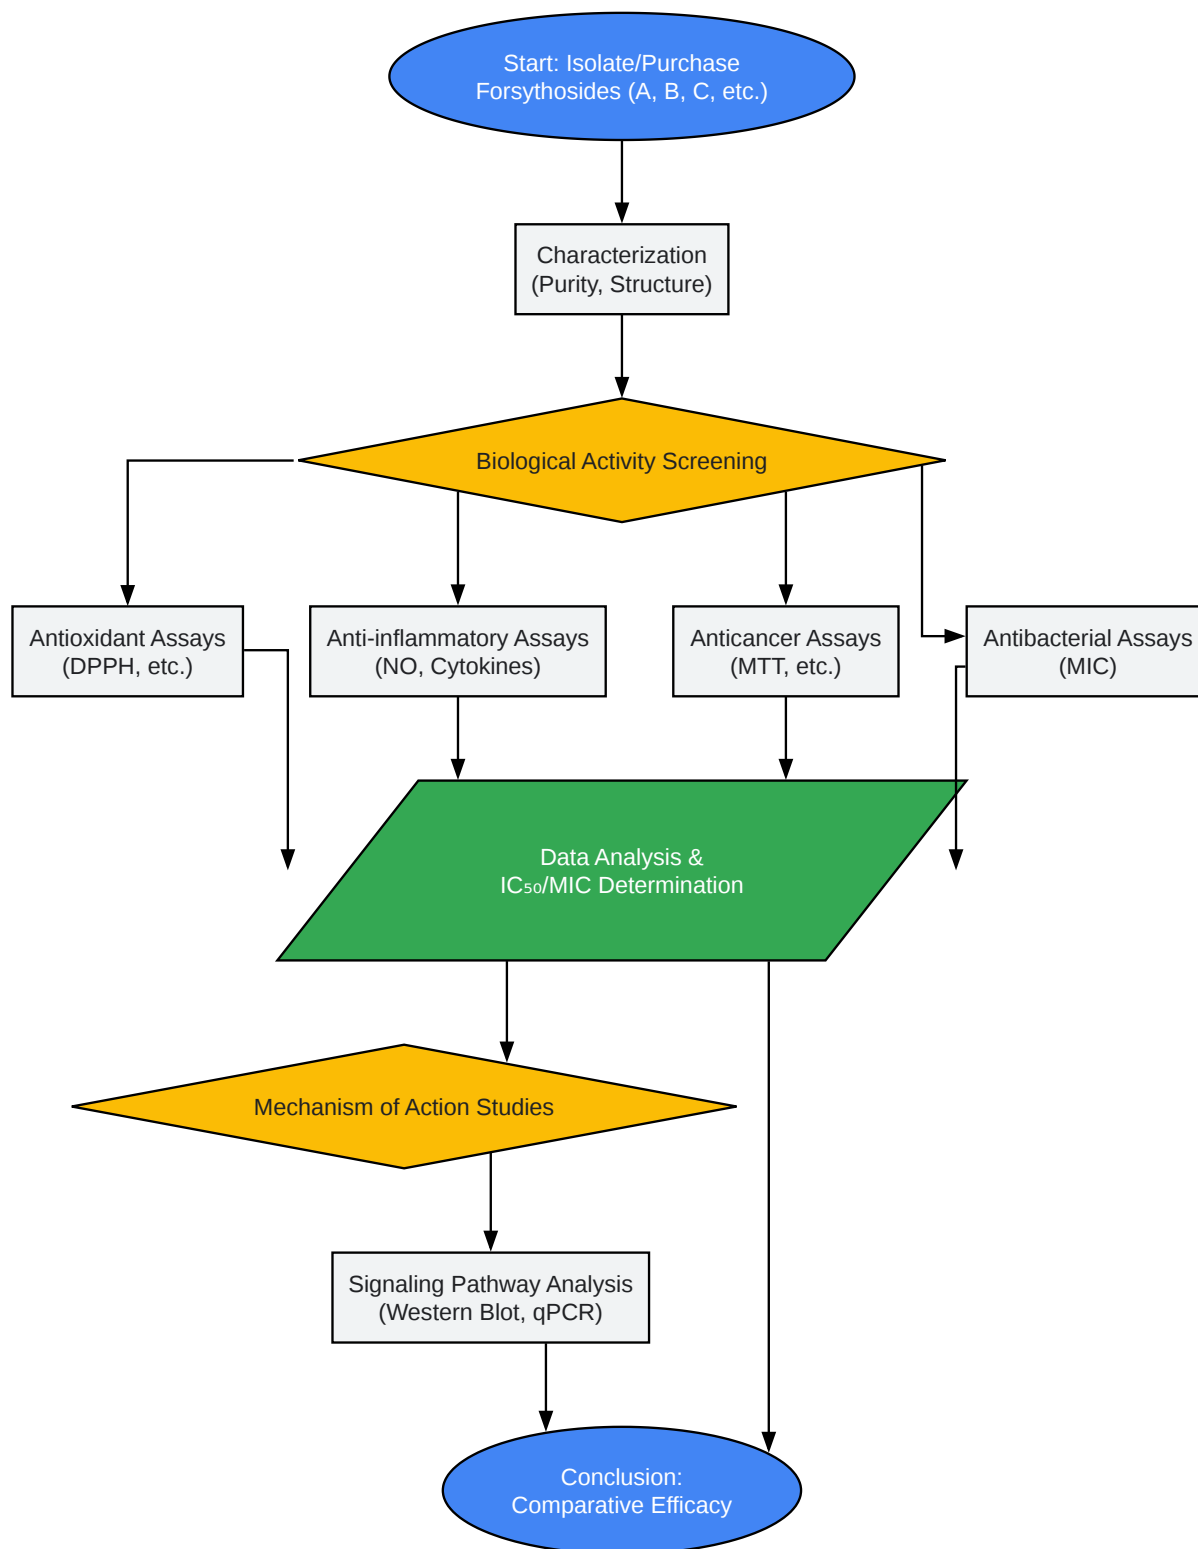 Start: Isolate/Purchase
Forsythosides (A, B, C, etc.)
Characterization
(Purity, Structure)
Biological Activity Screening
Antioxidant Assays
(DPPH, etc.)
Anti-inflammatory Assays
(NO, Cytokines)
Anticancer Assays
(MTT, etc.)
Antibacterial Assays
(MIC)
Data Analysis &
IC₅₀/MIC Determination
Mechanism of Action Studies
Signaling Pathway Analysis
(Western Blot, qPCR)
Conclusion:
Comparative Efficacy